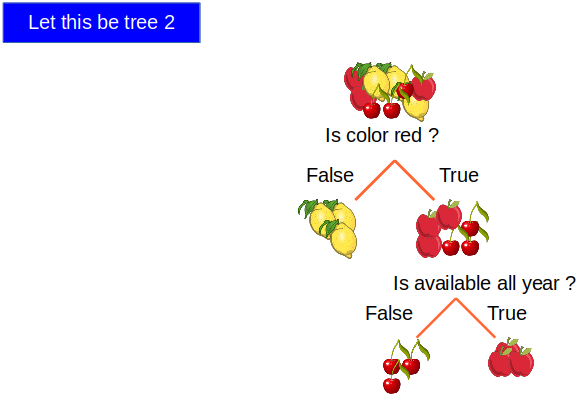 Let this be tree 2
Is color red ?
False True
Is available all year ?
False True